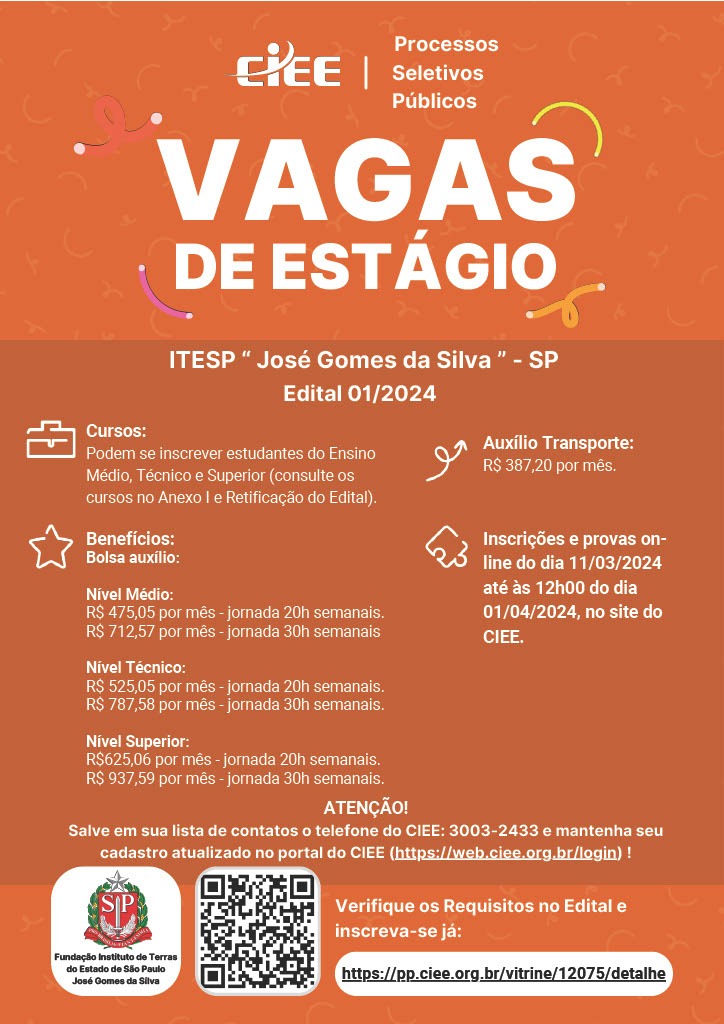 CIEE
Processos
Seletivos
Públicos
VAGAS
DE ESTÁGIO
ITESP “ José Gomes da Silva ” - SP
Edital 01/2024
Cursos:
Podem se inscrever estudantes do Ensino
Médio, Técnico e Superior (consulte os
cursos no Anexo I e Retificação do Edital).
Auxílio Transporte:
R$ 387,20 por mês.
Benefícios:
Bolsa auxílio:
Nível Médio:
R$ 475,05 por mês - jornada 20h semanais.
R$ 712,57 por mês - jornada 30h semanais
Nível Técnico:
R$ 525,05 por mês - jornada 20h semanais.
R$ 787,58 por mês - jornada 30h semanais.
Nível Superior:
R$625,06 por mês - jornada 20h semanais.
R$ 937,59 por mês - jornada 30h semanais.
Inscrições e provas on-
line do dia 11/03/2024
até às 12h00 do dia
01/04/2024, no site do
CIEE.
ATENÇÃO!
Salve em sua lista de contatos o telefone do CIEE: 3003-2433 e mantenha seu
cadastro atualizado no portal do CIEE (https://web.ciee.org.br/login) !
SP
Fundação Instituto de Terras
do Estado de São Paulo
José Gomes da Silva
Verifique os Requisitos no Edital e
inscreva-se já:
https://pp.ciee.org.br/vitrine/12075/detalhe